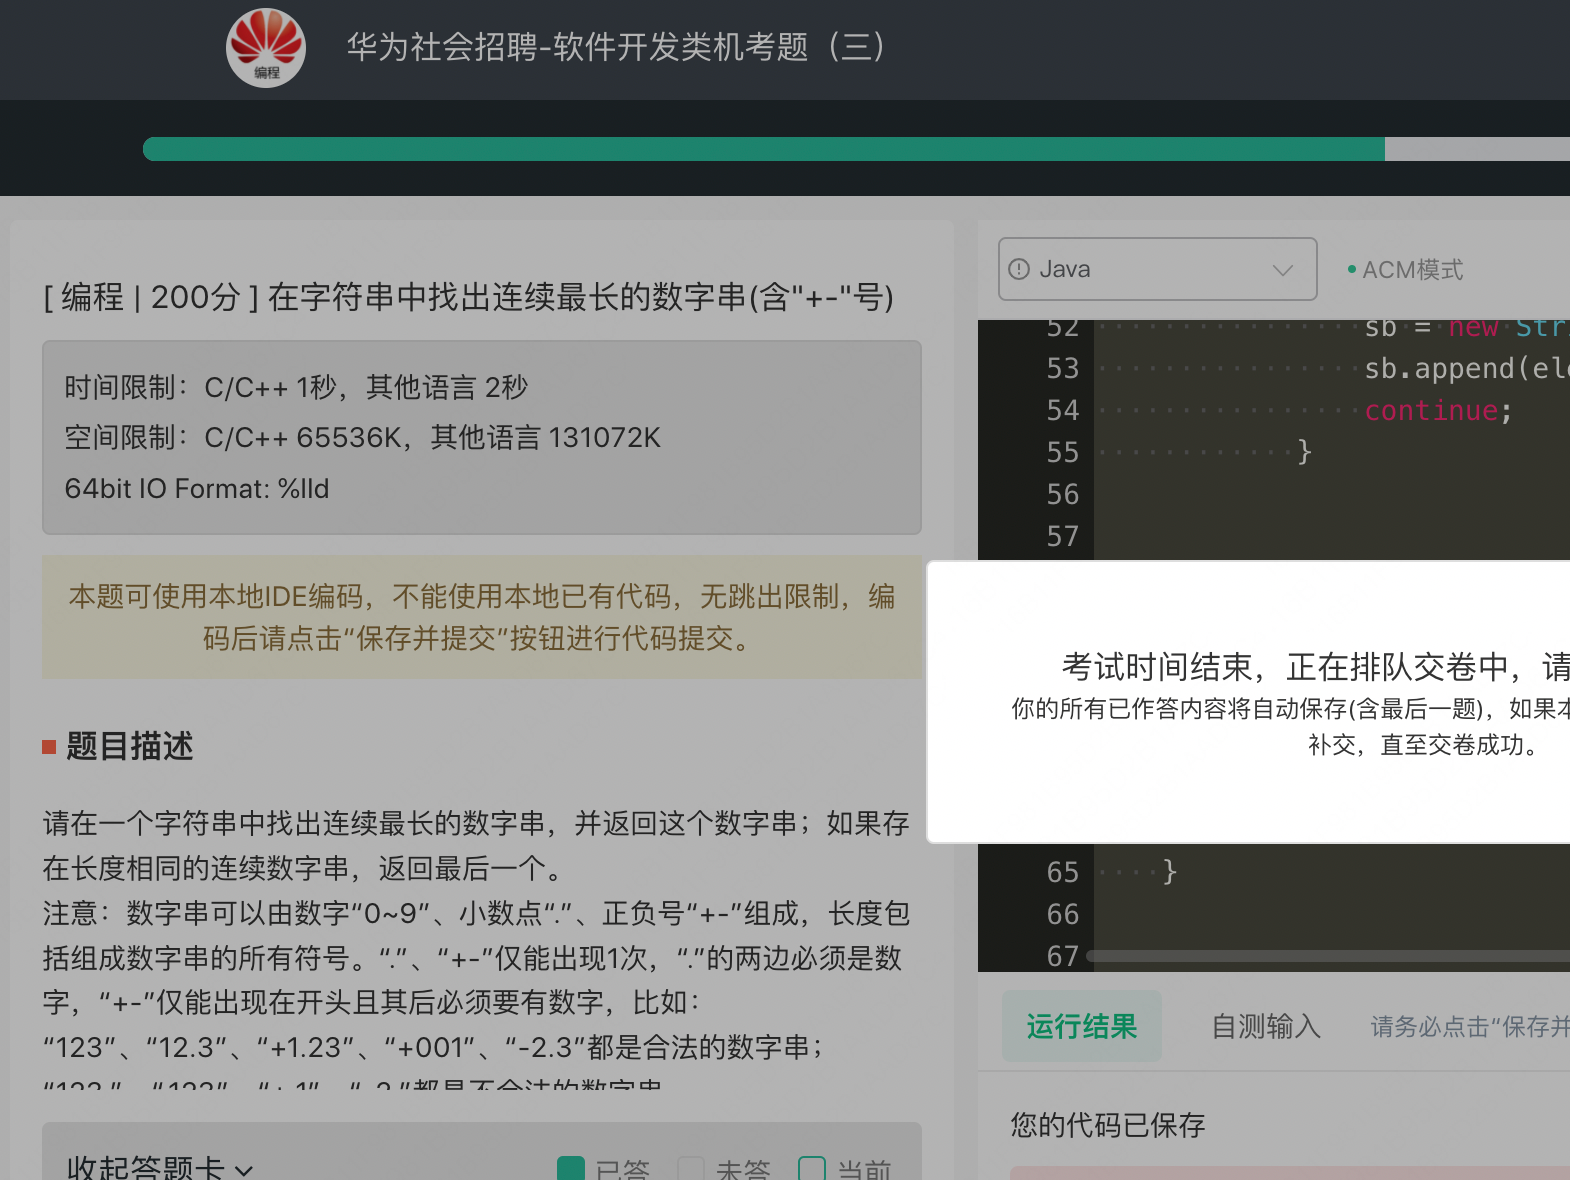 编程
华为社会招聘-软件开发类机考题（三）
[ 编程 | 200分 ] 在字符串中找出连续最长的数字串(含"+-"号)
时间限制：C/C++ 1秒，其他语言 2秒
空间限制：C/C++ 65536K，其他语言 131072K
64bit IO Format: %lld
本题可使用本地IDE编码，不能使用本地已有代码，无跳出限制，编
码后请点击“保存并提交”按钮进行代码提交。
题目描述
请在一个字符串中找出连续最长的数字串，并返回这个数字串；如果存
在长度相同的连续数字串，返回最后一个。
注意：数字串可以由数字“0~9”、小数点“.”、正负号“+-”组成，长度包
括组成数字串的所有符号。“.”、“+-”仅能出现1次，“.”的两边必须是数
字，“+-”仅能出现在开头且其后必须要有数字，比如：
“123”、“12.3”、“+1.23”、“+001”、“-2.3”都是合法的数字串；
收起答题卡
已答 未答 当前
Java
ACM模式
52 sb = new Str
53 sb.append(ele
54 continue;
55 }
56
57
考试时间结束，正在排队交卷中，请
你的所有已作答内容将自动保存(含最后一题)，如果本
补交，直至交卷成功。
65 }
66
67
运行结果 自测输入 请务必点击“保存并
您的代码已保存